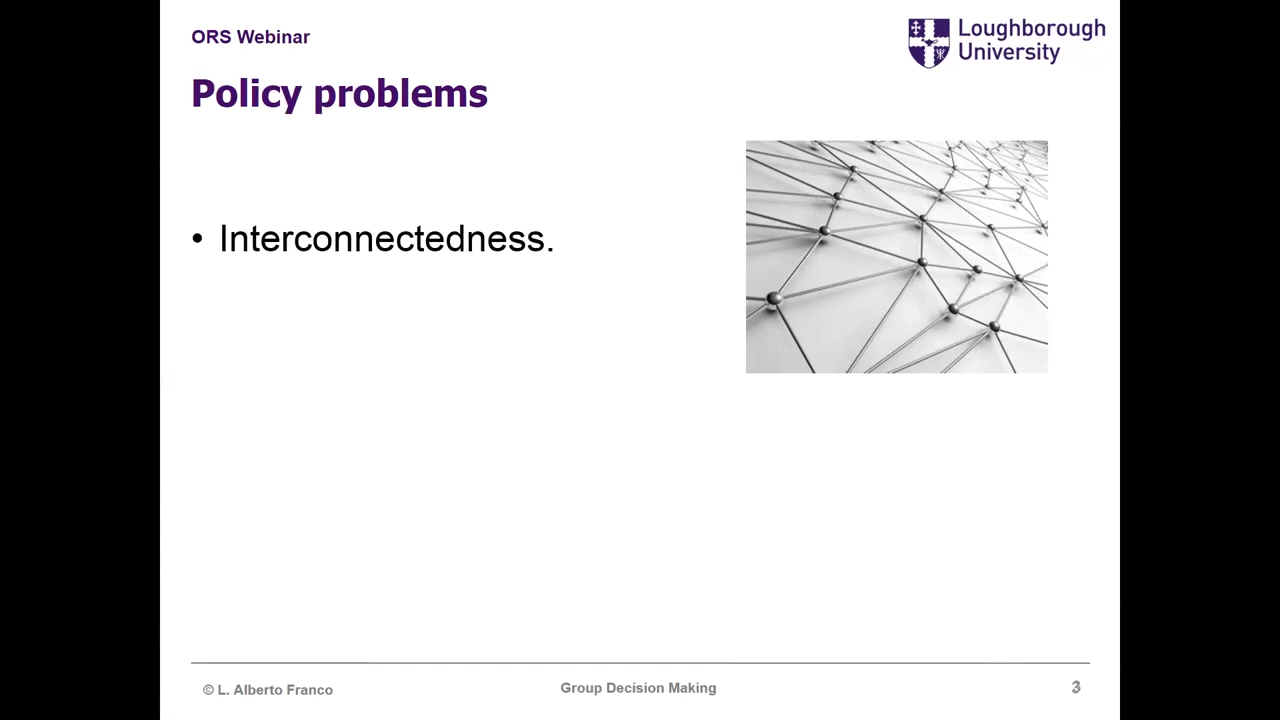 ORS Webinar
Loughborough
University
Policy problems
• Interconnectedness.
© L. Alberto Franco
Group Decision Making
3